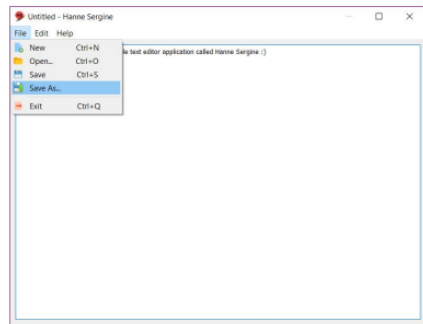 Untitled - Hanne Sergine
File Edit Help
New Ctrl+N
le text editor application called Hanne Sergine :)
Open... Ctrl+O
Save Ctrl+S
Save As...
Exit Ctrl+Q